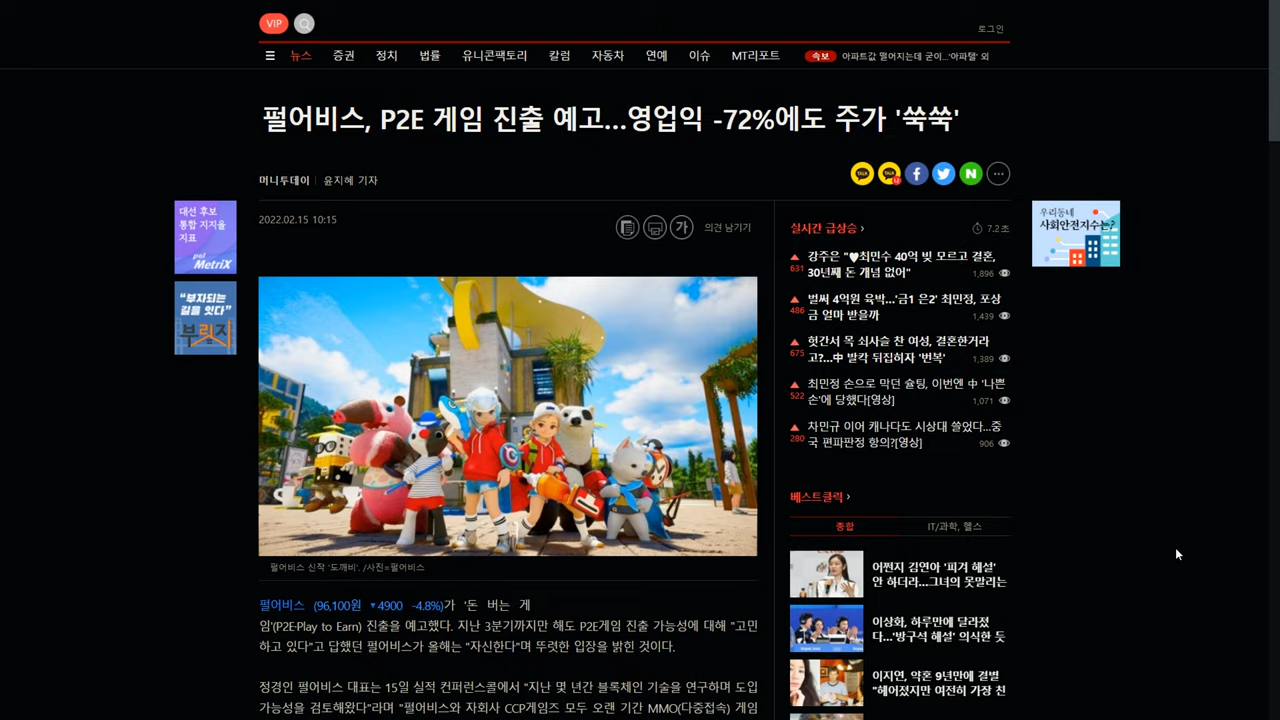 VIP
로그인
뉴스 증권 정치 법률 유니콘팩토리 칼럼 자동차 연예 이슈 MT리포트 속보 아파트값 떨어지는데 굳이...'아파텔' 외
펄어비스, P2E 게임 진출 예고...영업익 -72%에도 주가 '쑥쑥'
머니투데이 윤지혜 기자
TALK
TALK
f
N
2022.02.15 10:15
가
의견 남기기
대선 후보
통합 지지율
지표
pol
MetriX
"부자되는
길을 잇다"
부릿지
우리동네
사회안전지수는?
실시간 급상승 ›
7.2초
631
강주은 "♥최민수 40억 빚 모르고 결혼,
30년째 돈 개념 없어"
1,896
486
벌써 4억원 육박...'금1 은2' 최민정, 포상
금 얼마 받을까
1,439
675
헛간서 목 쇠사슬 찬 여성, 결혼한거라
고?...中 발칵 뒤집히자 '번복'
1,389
522
최민정 손으로 막던 취팅, 이번엔 中 '나쁜
손'에 당했다[영상]
1,071
280
차민규 이어 캐나다도 시상대 쓸었다...중
국 편파판정 항의?[영상]
906
베스트클릭 ›
종합 IT/과학, 헬스
어쩐지 김연아 '피겨 해설'
안 하더라...그녀의 못말리는
이상화, 하루만에 달라졌
다...'방구석 해설' 의식한 듯
이지연, 약혼 9년만에 결별
"헤어졌지만 여전히 가장 친
펄어비스 신작 '도깨비'. /사진=펄어비스
펄어비스 (96,100원 ▼4900 -4.8%)가 '돈 버는 게
임'(P2E·Play to Earn) 진출을 예고했다. 지난 3분기까지만 해도 P2E게임 진출 가능성에 대해 "고민
하고 있다"고 답했던 펄어비스가 올해는 "자신한다"며 뚜렷한 입장을 밝힌 것이다.
정경인 펄어비스 대표는 15일 실적 컨퍼런스콜에서 "지난 몇 년간 블록체인 기술을 연구하며 도입
가능성을 검토해왔다"라며 "펄어비스와 자회사 CCP게임즈 모두 오랜 기간 MMO(다중접속) 게임